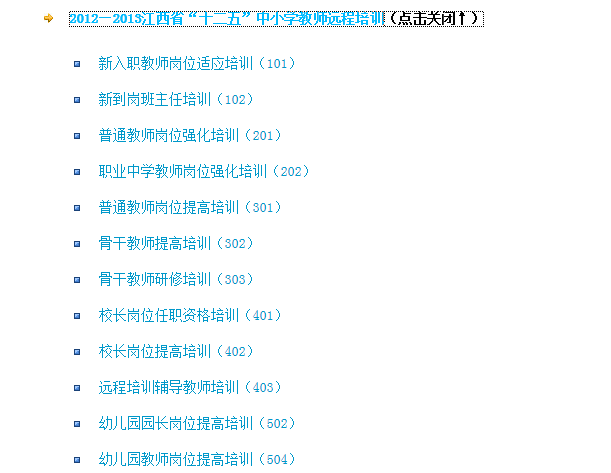 2012－2013江西省“十二五”中小学教师远程培训（点击关闭↑）
新入职教师岗位适应培训（101）
新到岗班主任培训（102）
普通教师岗位强化培训（201）
职业中学教师岗位强化培训（202）
普通教师岗位提高培训（301）
骨干教师提高培训（302）
骨干教师研修培训（303）
校长岗位任职资格培训（401）
校长岗位提高培训（402）
远程培训辅导教师培训（403）
幼儿园园长岗位提高培训（502）
幼儿园教师岗位提高培训（504）